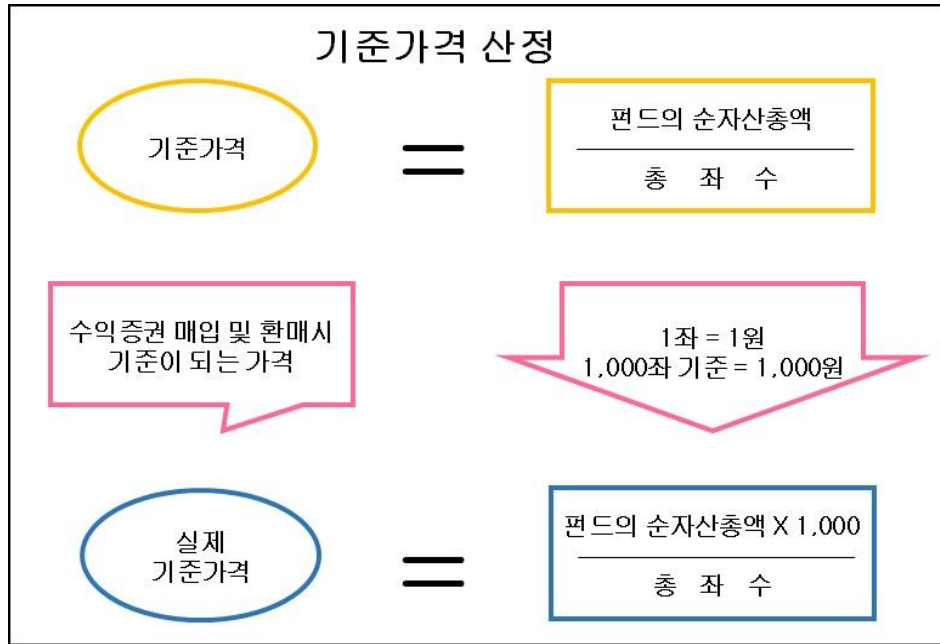 기준가격 산정
기준가격
=
펀드의 순자산총액
총 좌 수
수익증권 매입 및 환매시
기준이 되는 가격
1좌 = 1원
1,000좌 기준 = 1,000원
실제
기준가격
=
펀드의 순자산총액 X 1,000
총 좌 수